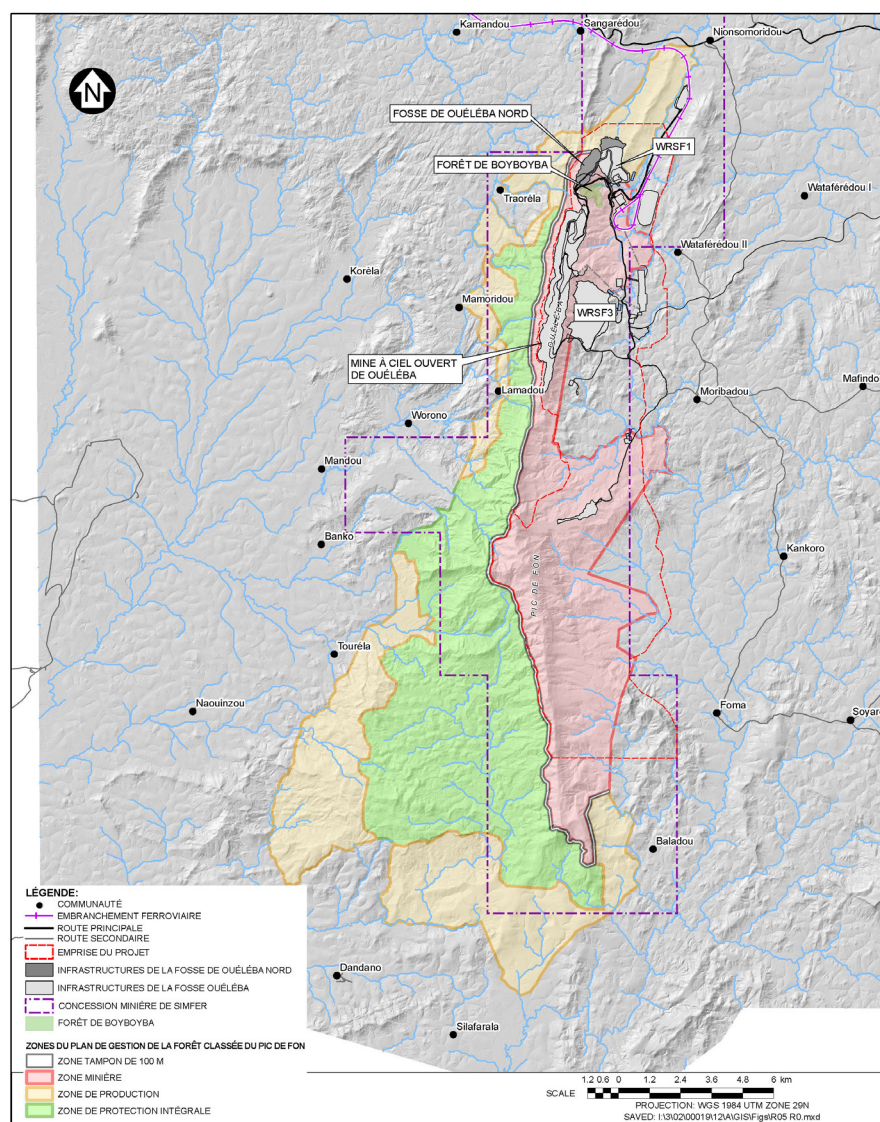 Kamandou
Sangarédou
Nionsomoridou
N
FOSSE DE OUÉLÉBA NORD
WRSF1
FORÊT DE BOYBOYBA
Traoréla
Wataférédou I
Wataférédou II
Korèla
Mamoridou
OUÉLÉBA
WRSF3
MINE À CIEL OUVERT
DE OUÉLÉBA
Lamadou
Moribadou
Mafindo
Worono
Mandou
Banko
Kankoro
PIC DE FON
Touréla
Naouinzou
Foma
Soyaré
Baladou
Dandano
Silafarala
LÉGENDE:
COMMUNAUTÉ
EMBRANCHEMENT FERROVIAIRE
ROUTE PRINCIPALE
ROUTE SECONDAIRE
EMPRISE DU PROJET
INFRASTRUCTURES DE LA FOSSE DE OUÉLÉBA NORD
INFRASTRUCTURES DE LA FOSSE OUÉLÉBA
CONCESSION MINIÈRE DE SIMFER
FORÊT DE BOYBOYBA
ZONES DU PLAN DE GESTION DE LA FORÊT CLASSÉE DU PIC DE FON
ZONE TAMPON DE 100 M
ZONE MINIÈRE
ZONE DE PRODUCTION
ZONE DE PROTECTION INTÉGRALE
1.2 0.6 0 1.2 2.4 3.6 4.8 6 km
SCALE
PROJECTION: WGS 1984 UTM ZONE 29N
SAVED: I:\3\02\00019\12\A\GIS\Figs\R05 R0.mxd